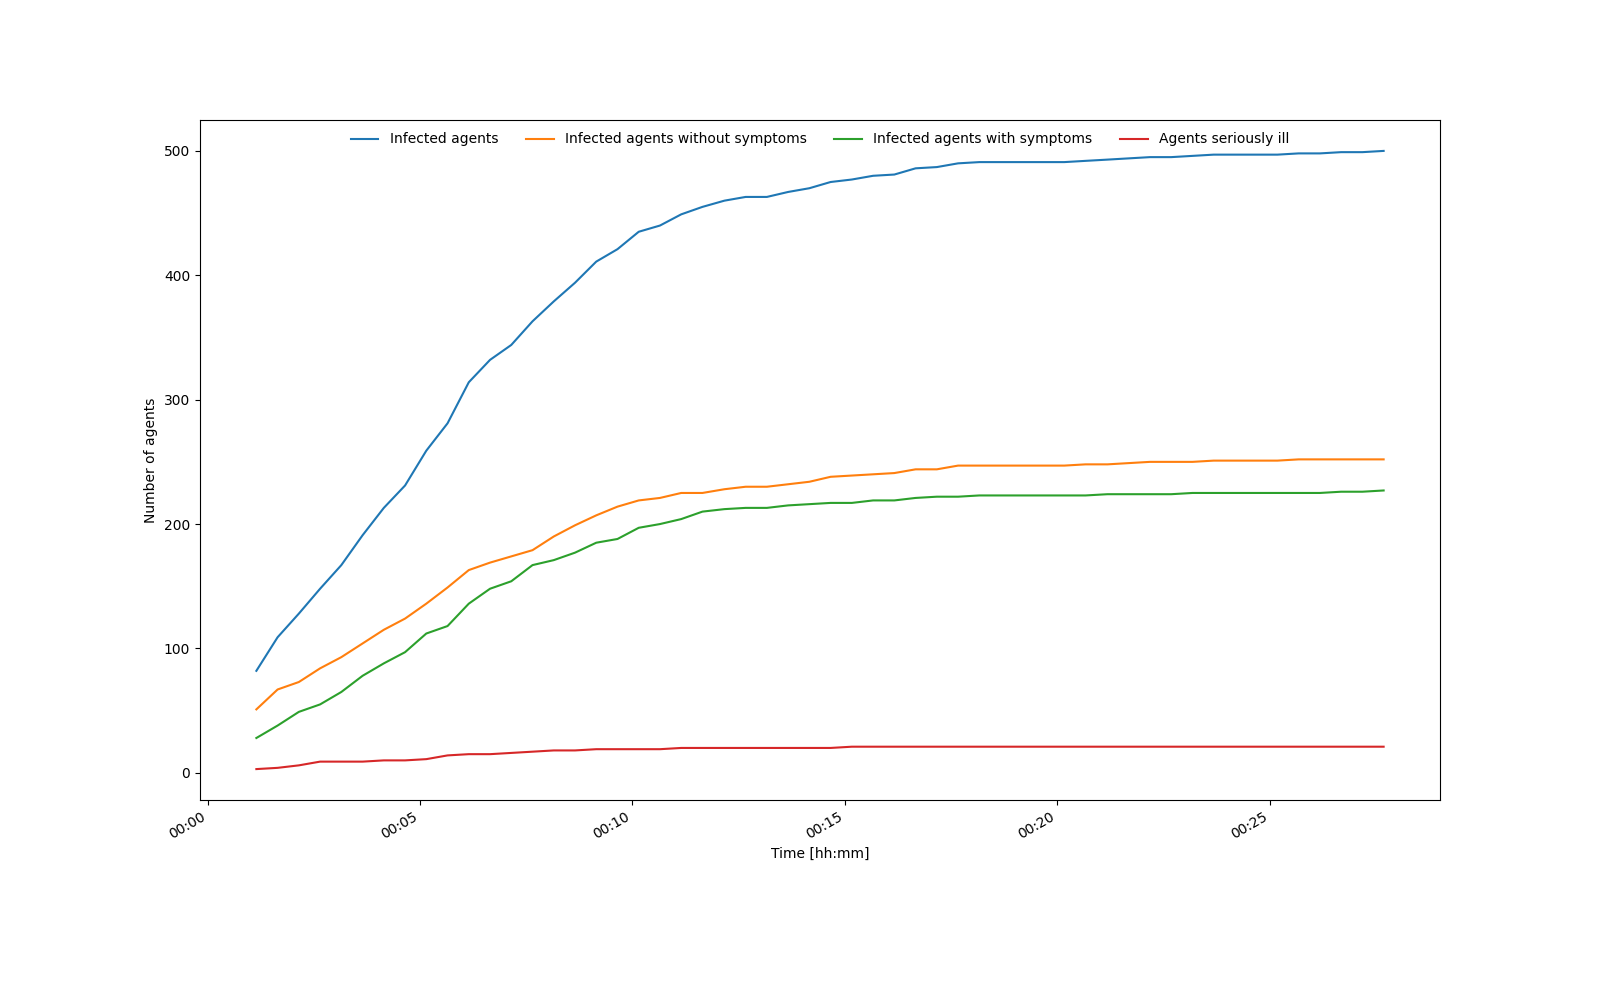 Infected agents
Infected agents without symptoms
Infected agents with symptoms
Agents seriously ill
500
400
300
200
100
0
Number of agents
00:00
00:05
00:10
00:15
00:20
00:25
Time [hh:mm]